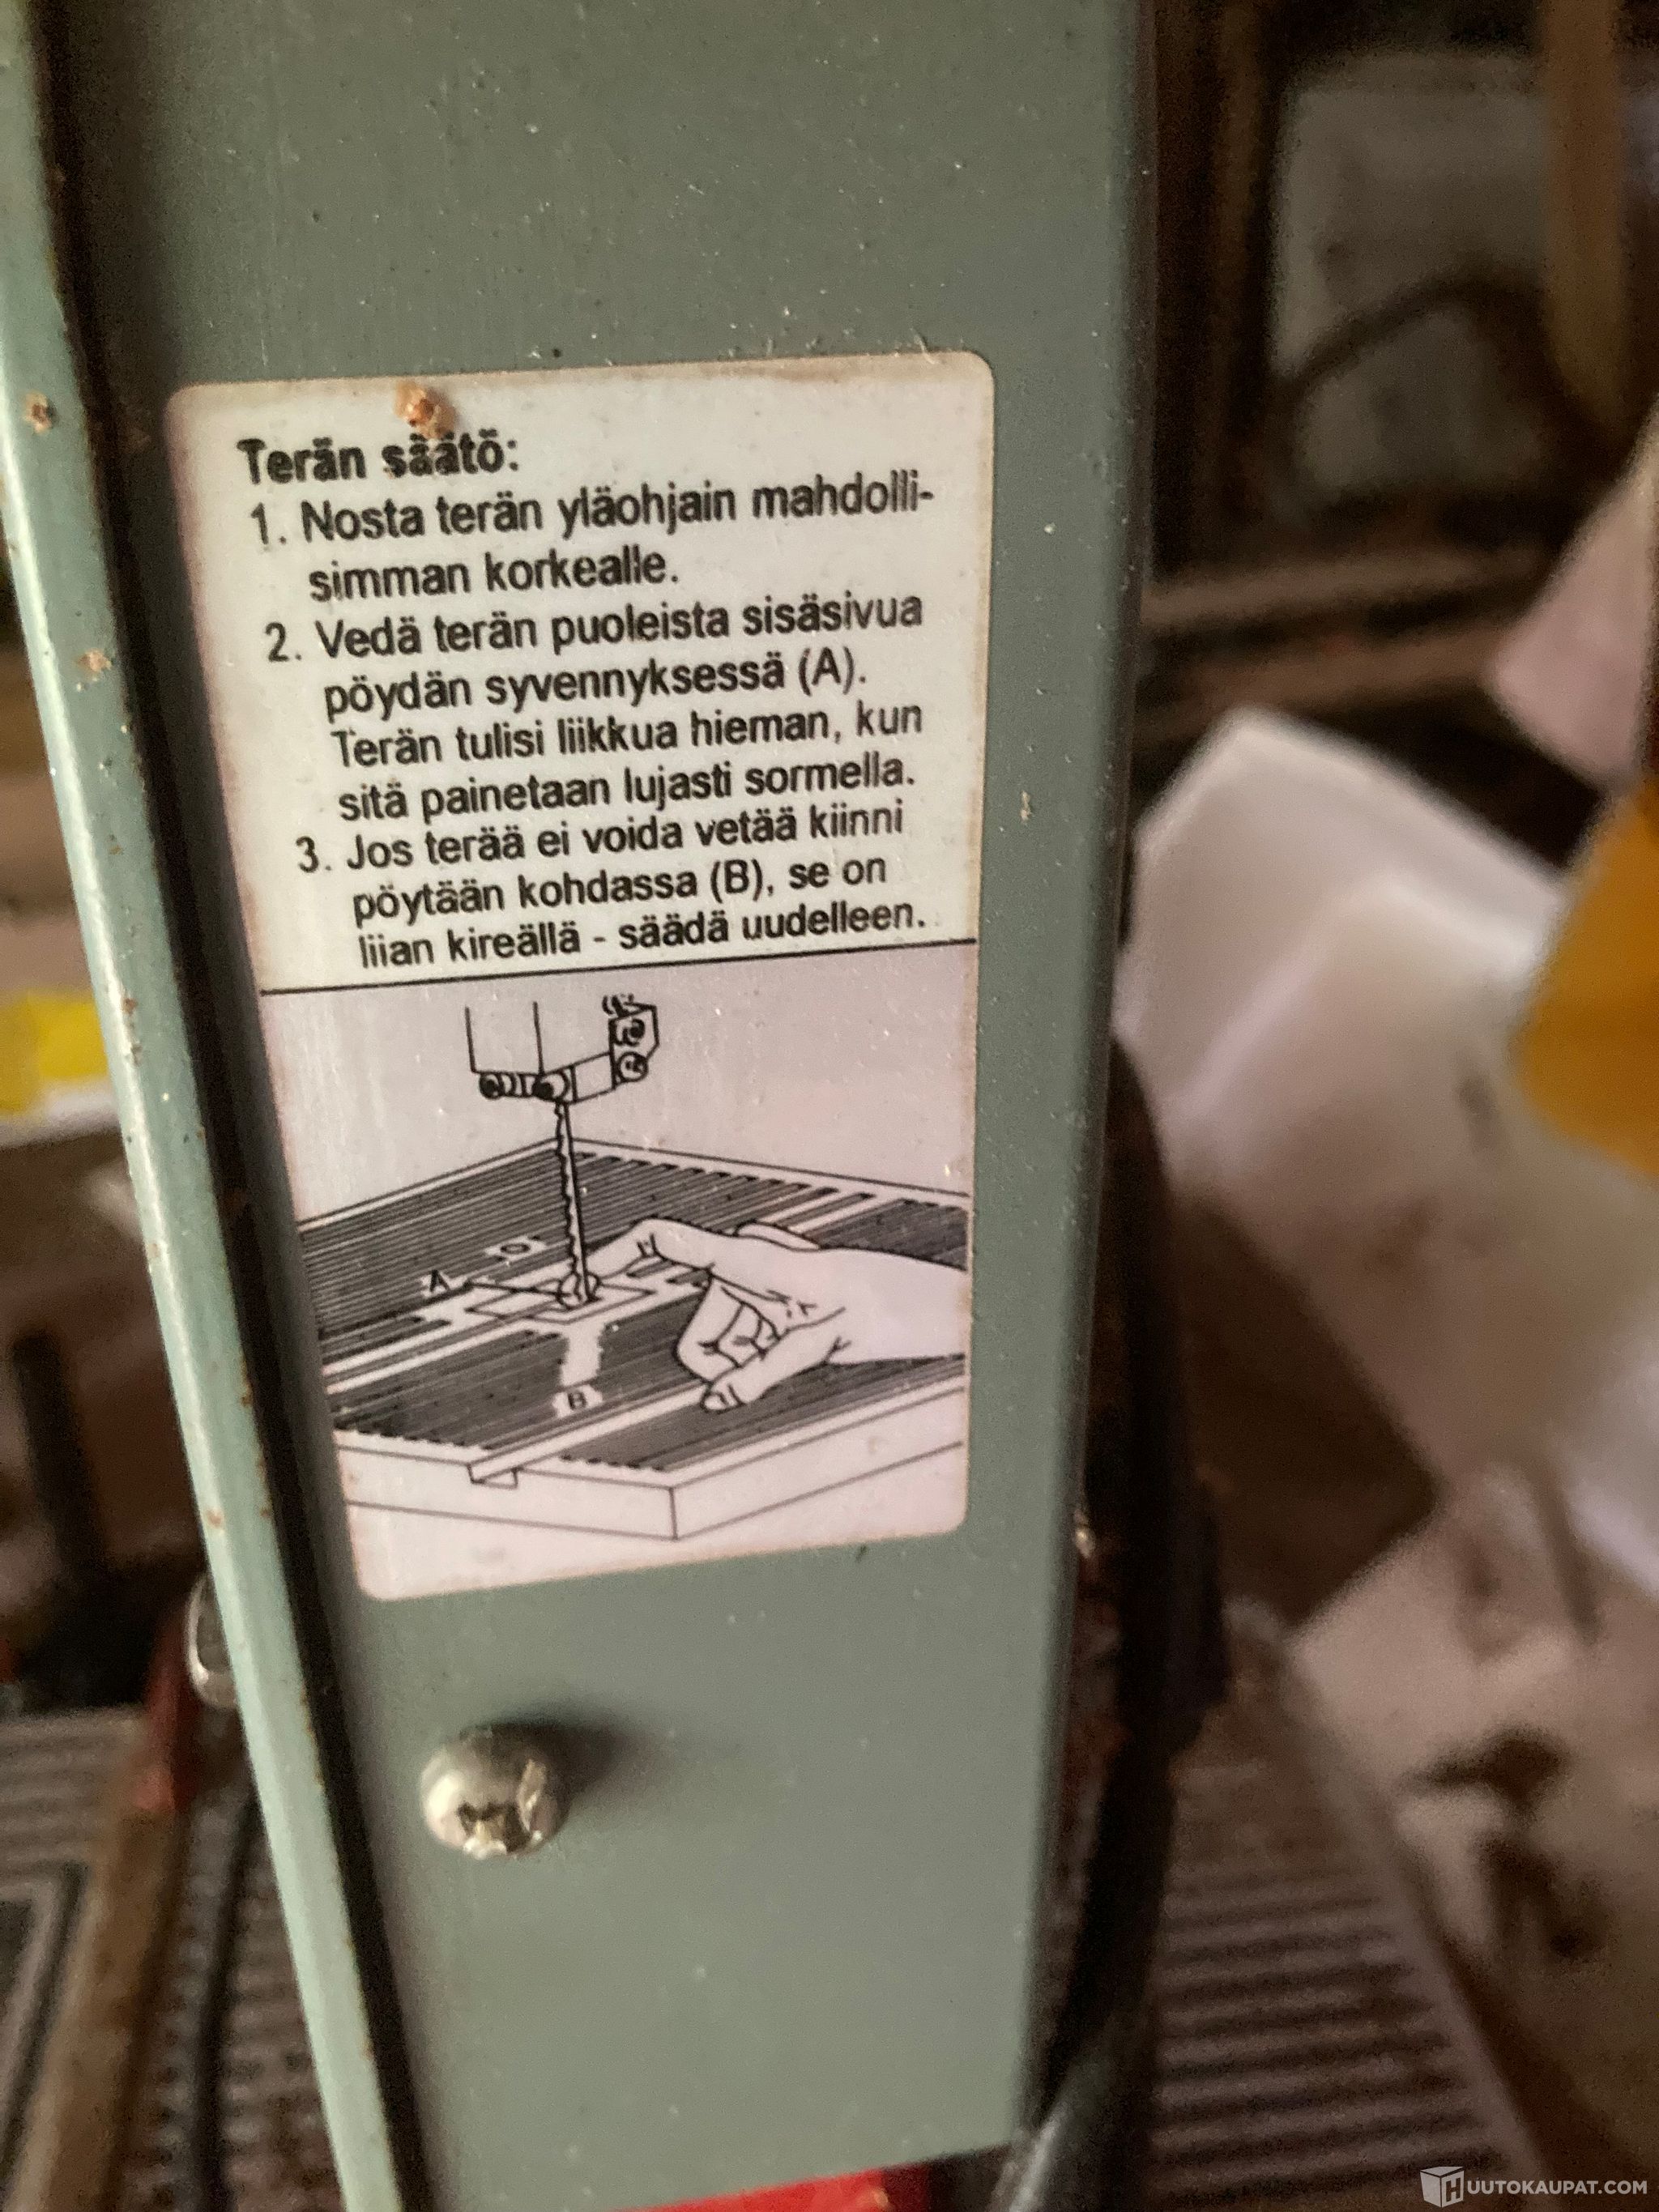 Terän säätö:
1. Nosta terän yläohjain mahdolli-
simman korkealle.
2. Vedä terän puoleista sisäsivua
pöydän syvennyksessä (A).
Terän tulisi liikkua hieman, kun
sitä painetaan lujasti sormella.
3. Jos terää ei voida vetää kiinni
pöytään kohdassa (B), se on
liian kireällä - säädä uudelleen.
A
B
HUUTOKAUPAT.COM